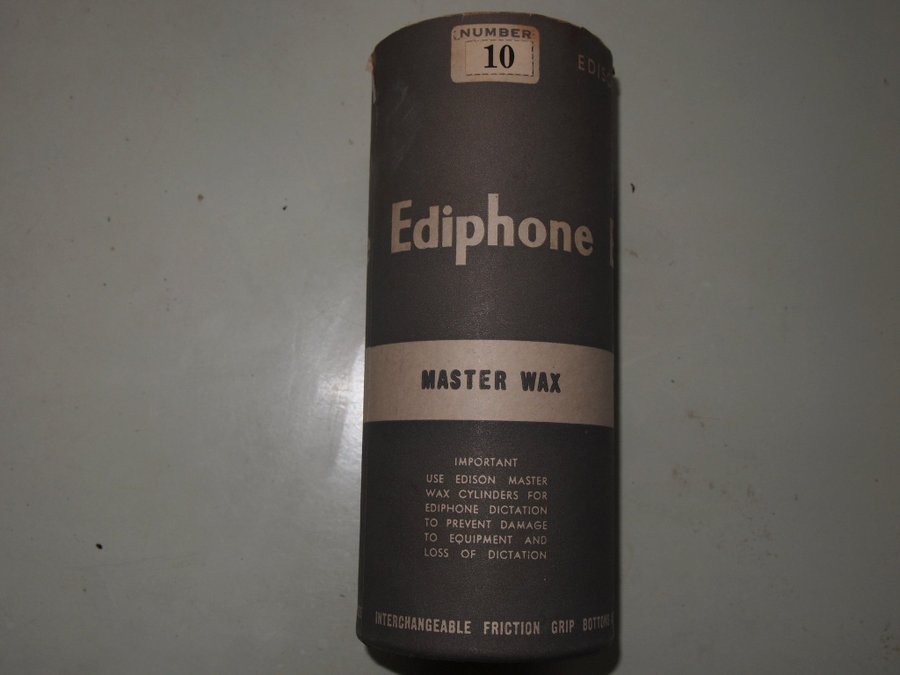 NUMBER
10
Ediphone
MASTER WAX
IMPORTANT
USE EDISON MASTER
WAX CYLINDERS FOR
EDIPHONE DICTATION
TO PREVENT DAMAGE
TO EQUIPMENT AND
LOSS OF DICTATION
INTERCHANGEABLE FRICTION GRIP BOTTOMS